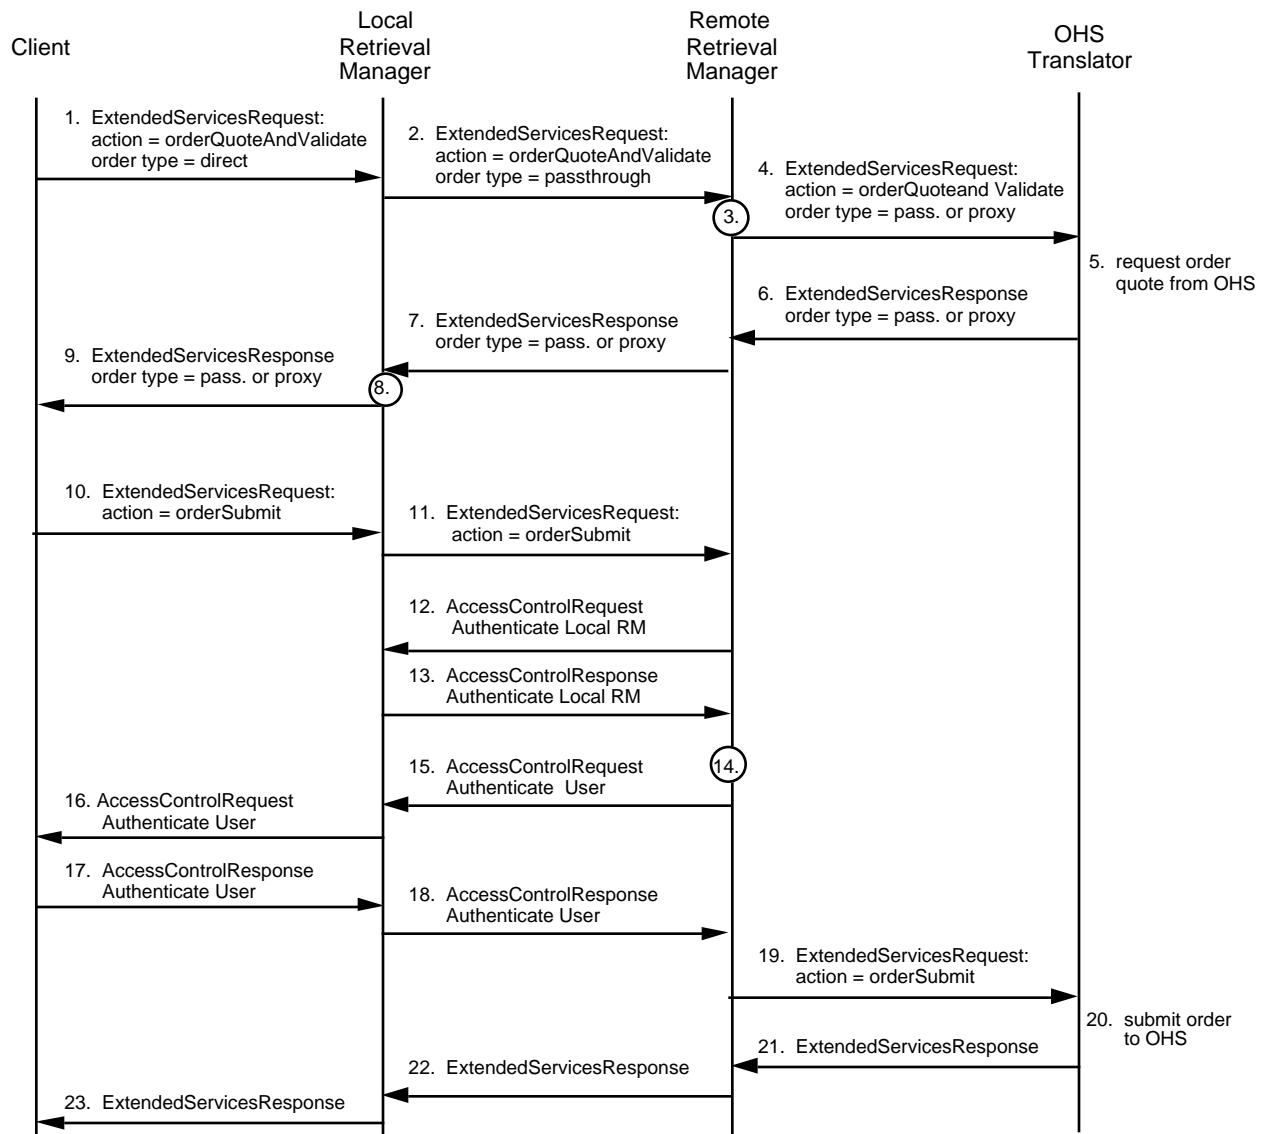 Client
Local
Retrieval
Manager
Remote
Retrieval
Manager
OHS
Translator
1. ExtendedServicesRequest:
action = orderQuoteAndValidate
order type = direct
2. ExtendedServicesRequest:
action = orderQuoteAndValidate
order type = passthrough
3.
4. ExtendedServicesRequest:
action = orderQuoteand Validate
order type = pass. or proxy
5. request order
quote from OHS
6. ExtendedServicesResponse
order type = pass. or proxy
7. ExtendedServicesResponse
order type = pass. or proxy
8.
9. ExtendedServicesResponse
order type = pass. or proxy
10. ExtendedServicesRequest:
action = orderSubmit
11. ExtendedServicesRequest:
action = orderSubmit
12. AccessControlRequest
Authenticate Local RM
13. AccessControlResponse
Authenticate Local RM
14.
15. AccessControlRequest
Authenticate User
16. AccessControlRequest
Authenticate User
17. AccessControlResponse
Authenticate User
18. AccessControlResponse
Authenticate User
19. ExtendedServicesRequest:
action = orderSubmit
20. submit order
to OHS
21. ExtendedServicesResponse
22. ExtendedServicesResponse
23. ExtendedServicesResponse